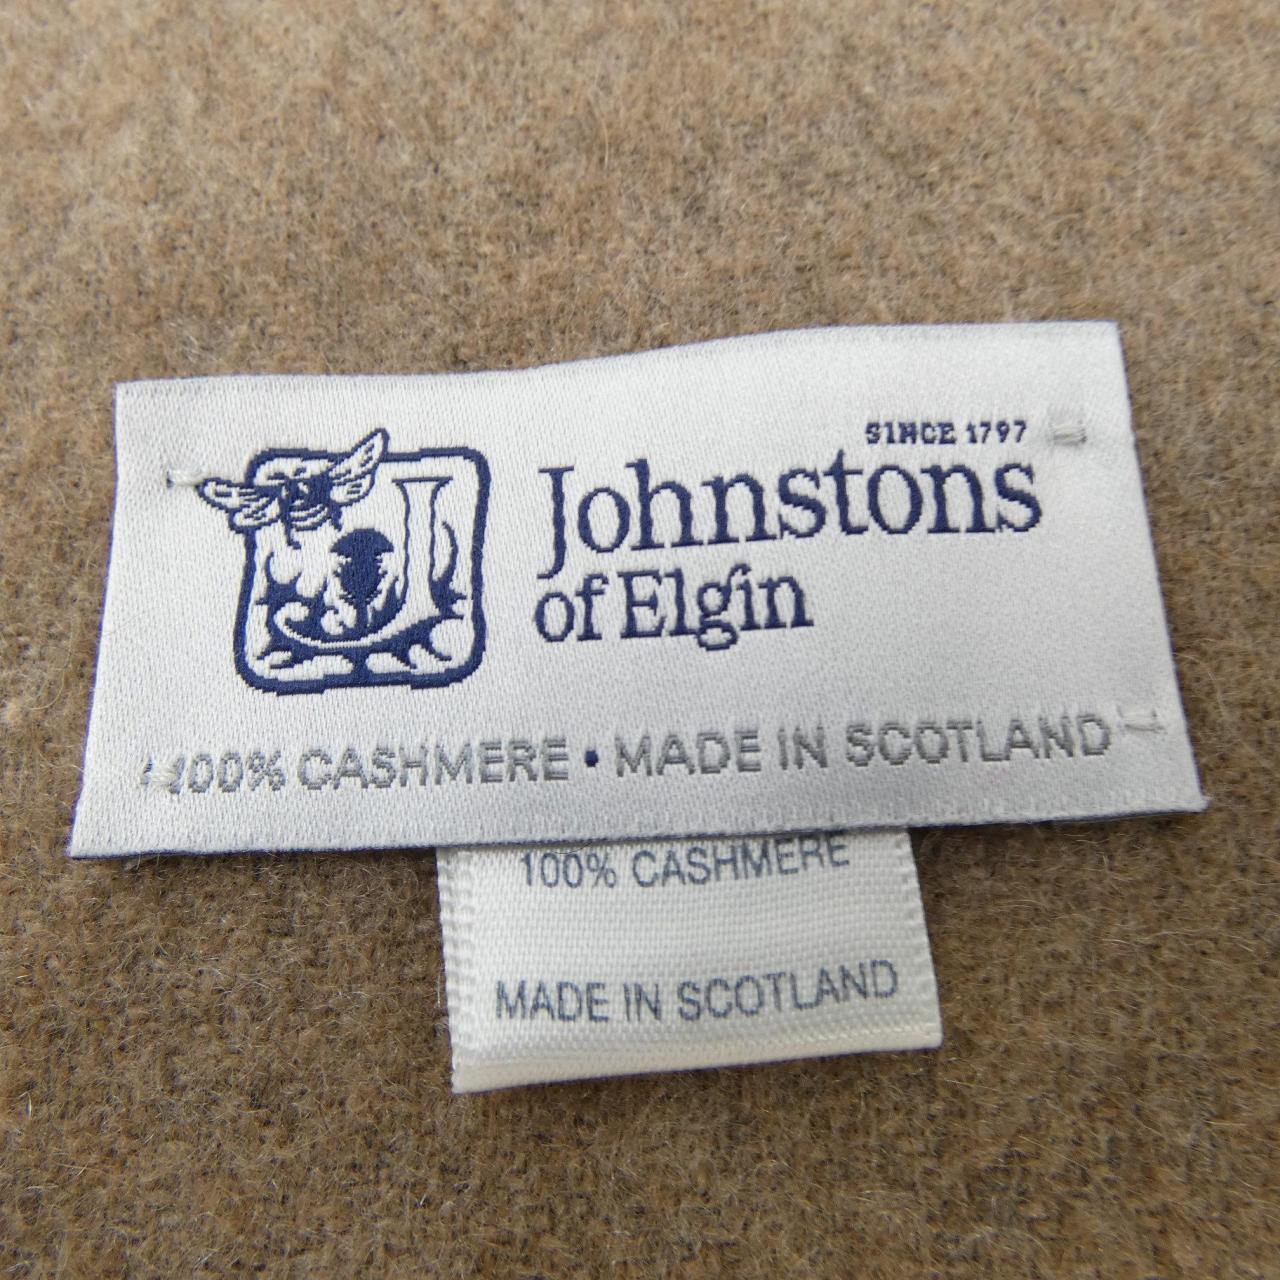 SINCE 1797
Johnstons
of Elgin
100% CASHMERE • MADE IN SCOTLAND
100% CASHMERE
MADE IN SCOTLAND